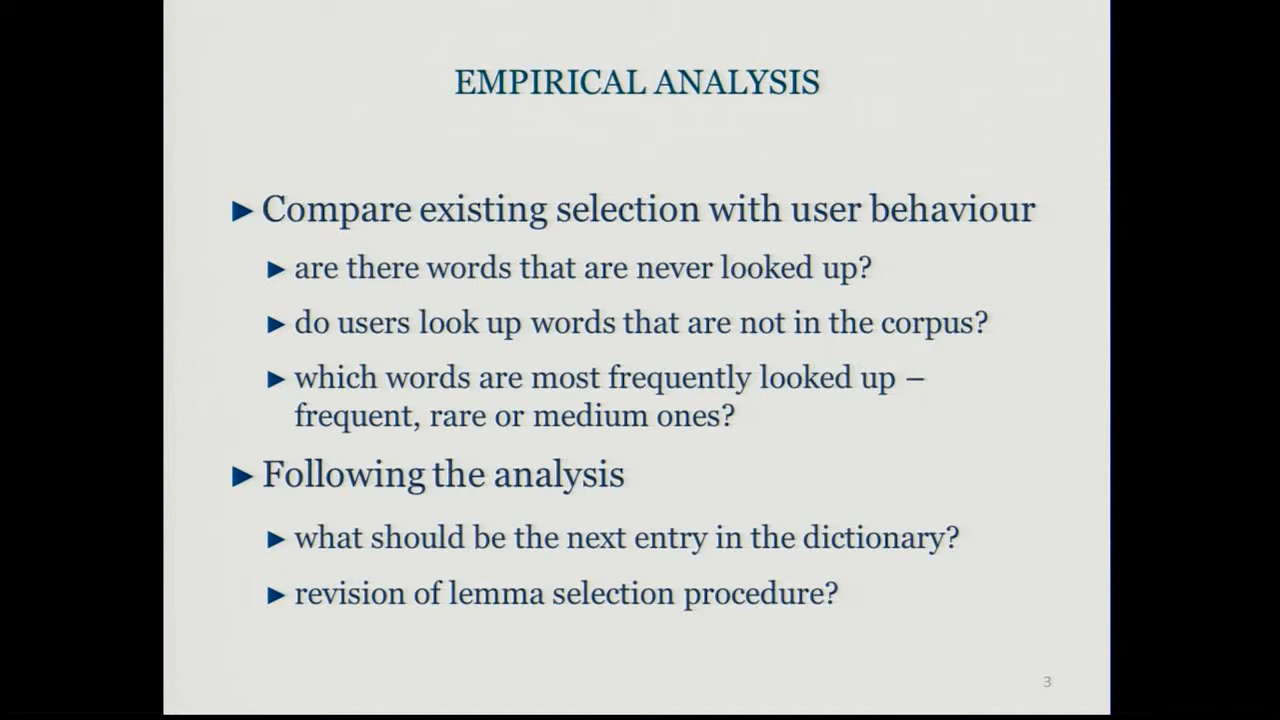 EMPIRICAL ANALYSIS
► Compare existing selection with user behaviour
► are there words that are never looked up?
► do users look up words that are not in the corpus?
► which words are most frequently looked up –
frequent, rare or medium ones?
► Following the analysis
► what should be the next entry in the dictionary?
► revision of lemma selection procedure?
3